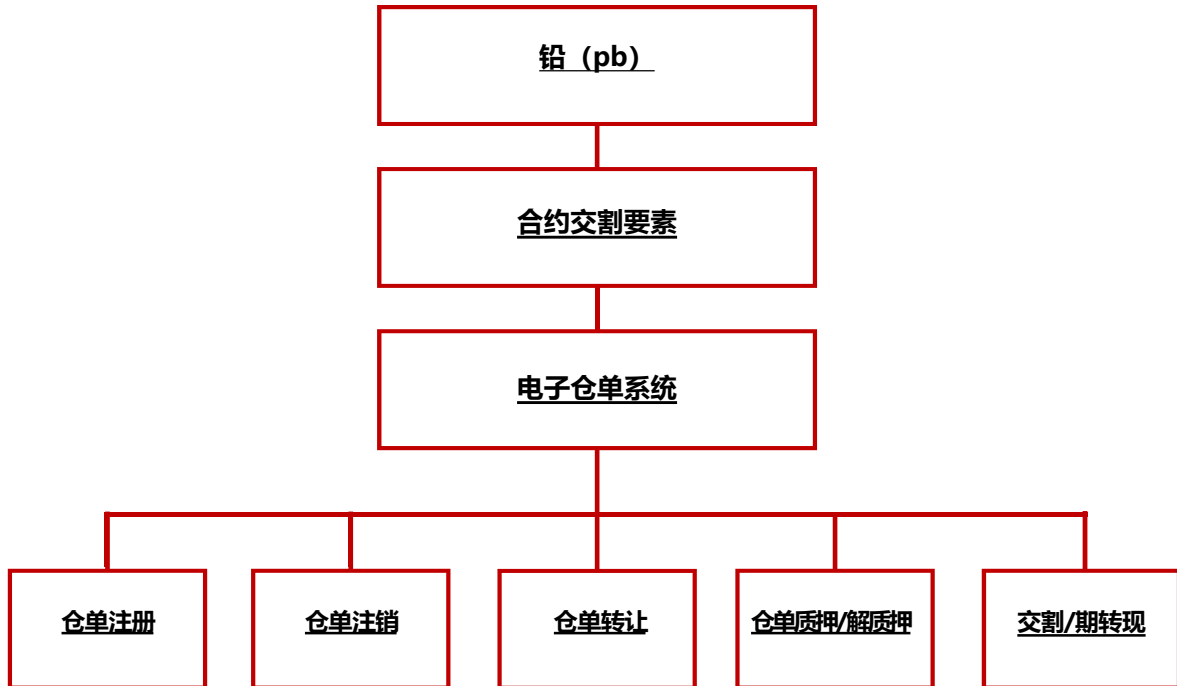 铅（pb）
合约交割要素
电子仓单系统
仓单注册
仓单注销
仓单转让
仓单质押/解质押
交割/期转现